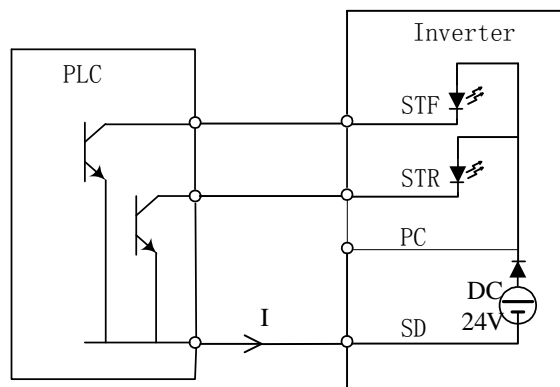 Inverter
PLC
STF
STR
PC
DC
24V
I
SD